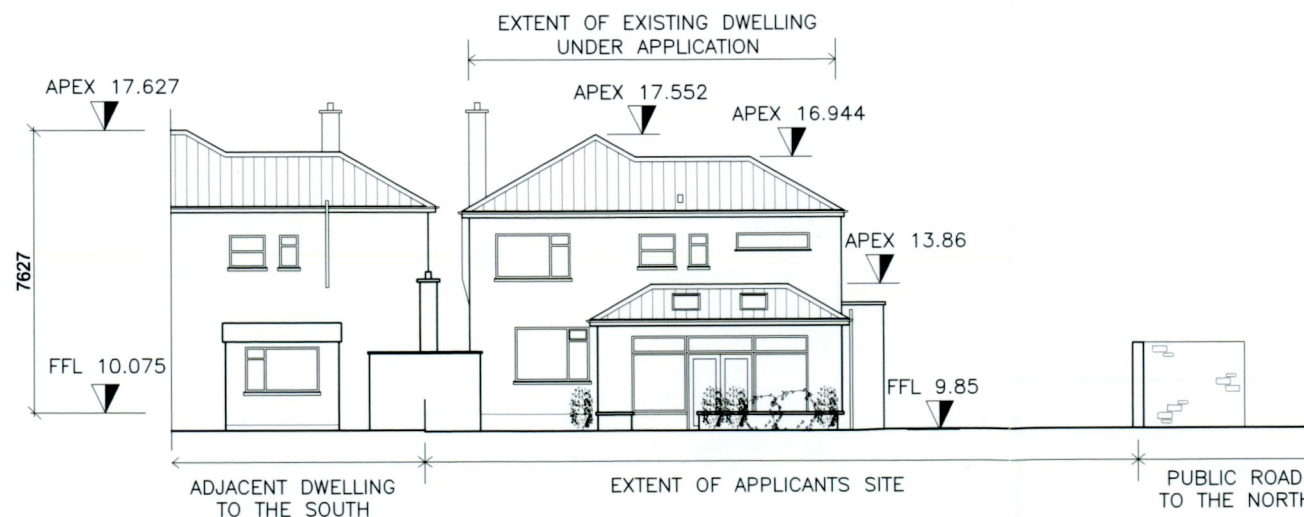 EXTENT OF EXISTING DWELLING
UNDER APPLICATION
APEX 17.627
APEX 17.552
APEX 16.944
APEX 13.86
7627
FFL 10.075
FFL 9.85
ADJACENT DWELLING
TO THE SOUTH
EXTENT OF APPLICANTS SITE
PUBLIC ROAD
TO THE NORTH